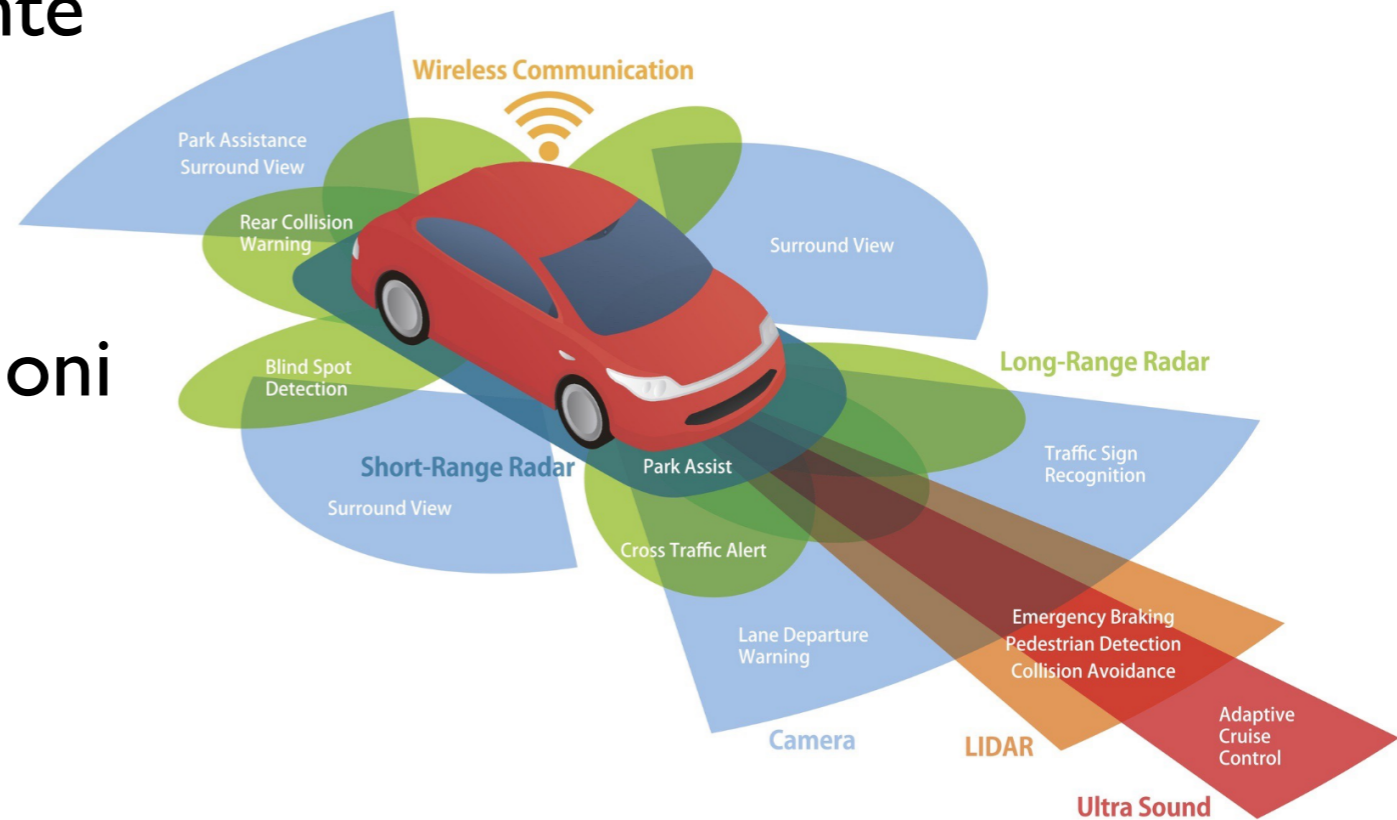 nte
Wireless Communication
Park Assistance
Surround View
Rear Collision
Warning
Surround View
oni
Blind Spot
Detection
Long-Range Radar
Short-Range Radar
Park Assist
Traffic Sign
Recognition
Surround View
Cross Traffic Alert
Lane Departure
Warning
Emergency Braking
Pedestrian Detection
Collision Avoidance
Adaptive
Cruise
Control
Camera
LIDAR
Ultra Sound